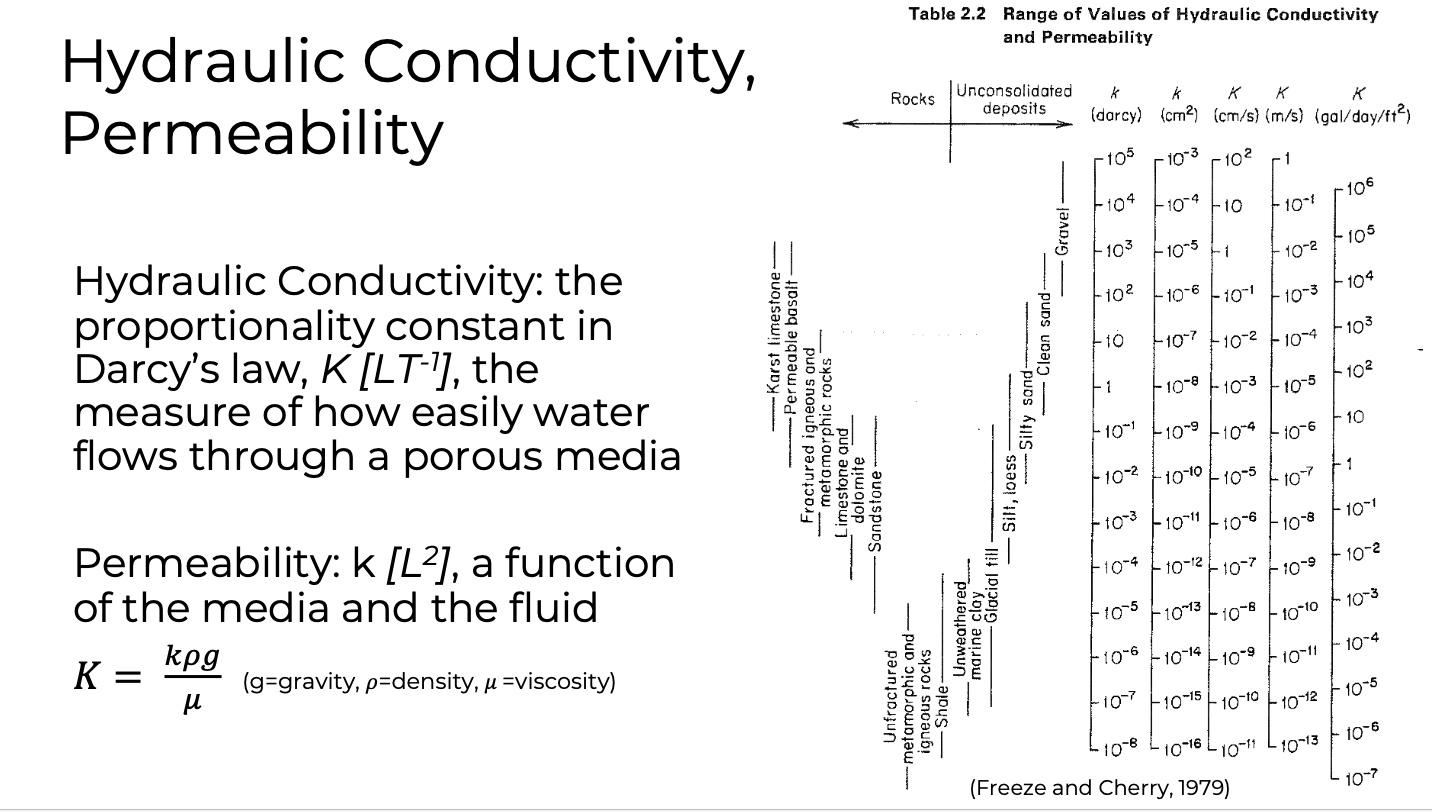 Hydraulic Conductivity,
Permeability
Hydraulic Conductivity: the
proportionality constant in
Darcy's law, K [LT⁻¹], the
measure of how easily water
flows through a porous media
Permeability: k [L²], a function
of the media and the fluid
K = kρg / μ (g=gravity, ρ=density, μ =viscosity)
Table 2.2 Range of Values of Hydraulic Conductivity
and Permeability
Rocks
Unconsolidated
deposits
k k K K K
(darcy) (cm²) (cm/s) (m/s) (gal/day/ft²)
Karst limestone
Permeable basalt
Fractured igneous and
metamorphic rocks
Limestone and
dolomite
Sandstone
Unfractured
metamorphic and
igneous rocks
Shale
Unweathered
marine clay
Glacial till
Silt, loess
Silty sand
Clean sand
Gravel
10⁵ 10⁻³ 10² 1
10⁶
10⁴ 10⁻⁴ 10 10⁻¹
10⁵
10³ 10⁻⁵ 1 10⁻²
10⁴
10² 10⁻⁶ 10⁻¹ 10⁻³
10³
10 10⁻⁷ 10⁻² 10⁻⁴
10²
1 10⁻⁸ 10⁻³ 10⁻⁵
10
10⁻¹ 10⁻⁹ 10⁻⁴ 10⁻⁶
1
10⁻² 10⁻¹⁰ 10⁻⁵ 10⁻⁷
10⁻¹
10⁻³ 10⁻¹¹ 10⁻⁶ 10⁻⁸
10⁻²
10⁻⁴ 10⁻¹² 10⁻⁷ 10⁻⁹
10⁻³
10⁻⁵ 10⁻¹³ 10⁻⁸ 10⁻¹⁰
10⁻⁴
10⁻⁶ 10⁻¹⁴ 10⁻⁹ 10⁻¹¹
10⁻⁵
10⁻⁷ 10⁻¹⁵ 10⁻¹⁰ 10⁻¹²
10⁻⁶
10⁻⁸ 10⁻¹⁶ 10⁻¹¹ 10⁻¹³
10⁻⁷
(Freeze and Cherry, 1979)